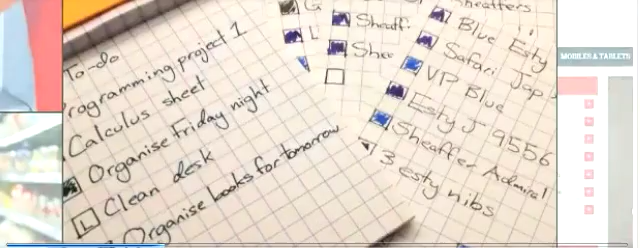 To-do
Programming project 1
Calculus sheet
Organise Friday night
Clean desk
Organise books for tomorrow
G
L
Sheaff
Shea
Sheaffers
Blue Esty
Safari Jap
VP Blue
Esty J 9556
Sheaffer Admiral
3 esty nibs
MOBILES & TABLETS